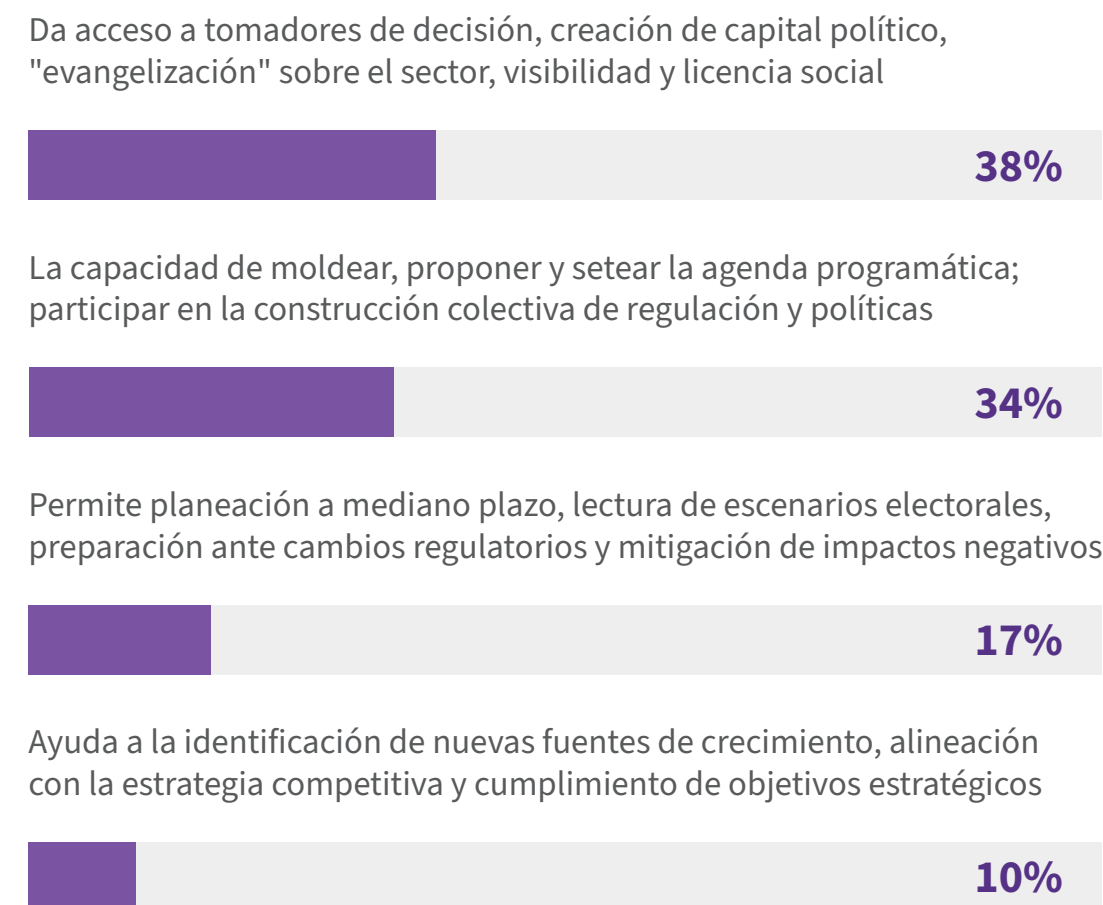 Da acceso a tomadores de decisión, creación de capital político,
"evangelización" sobre el sector, visibilidad y licencia social
38%
La capacidad de moldear, proponer y setear la agenda programática;
participar en la construcción colectiva de regulación y políticas
34%
Permite planeación a mediano plazo, lectura de escenarios electorales,
preparación ante cambios regulatorios y mitigación de impactos negativos
17%
Ayuda a la identificación de nuevas fuentes de crecimiento, alineación
con la estrategia competitiva y cumplimiento de objetivos estratégicos
10%